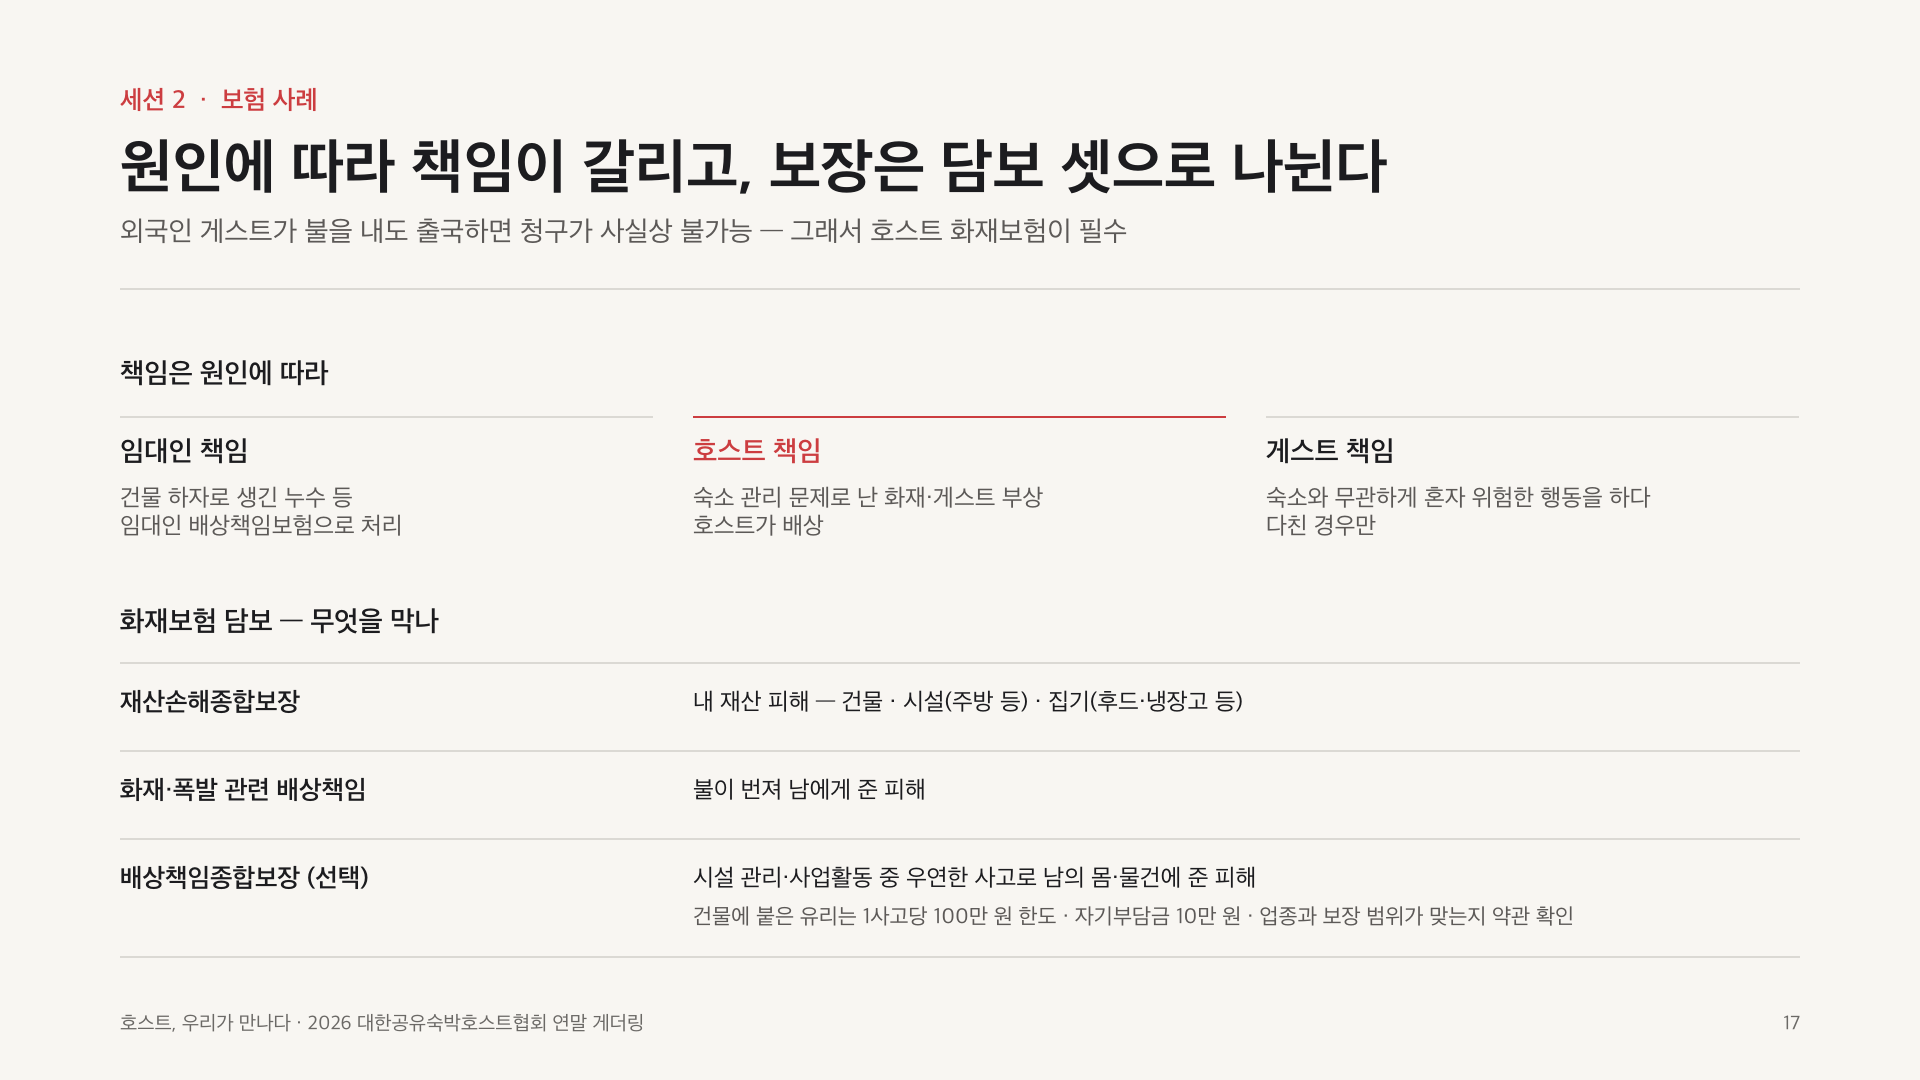 세션 2 · 보험 사례
원인에 따라 책임이 갈리고, 보장은 담보 셋으로 나뉜다
외국인 게스트가 불을 내도 출국하면 청구가 사실상 불가능 — 그래서 호스트 화재보험이 필수
책임은 원인에 따라
임대인 책임
건물 하자로 생긴 누수 등
임대인 배상책임보험으로 처리
호스트 책임
숙소 관리 문제로 난 화재·게스트 부상
호스트가 배상
게스트 책임
숙소와 무관하게 혼자 위험한 행동을 하다
다친 경우만
화재보험 담보 — 무엇을 막나
재산손해종합보장
내 재산 피해 — 건물 · 시설(주방 등) · 집기(후드·냉장고 등)
화재·폭발 관련 배상책임
불이 번져 남에게 준 피해
배상책임종합보장 (선택)
시설 관리·사업활동 중 우연한 사고로 남의 몸·물건에 준 피해
건물에 붙은 유리는 1사고당 100만 원 한도 · 자기부담금 10만 원 · 업종과 보장 범위가 맞는지 약관 확인
호스트, 우리가 만나다 · 2026 대한공유숙박호스트협회 연말 게더링
17